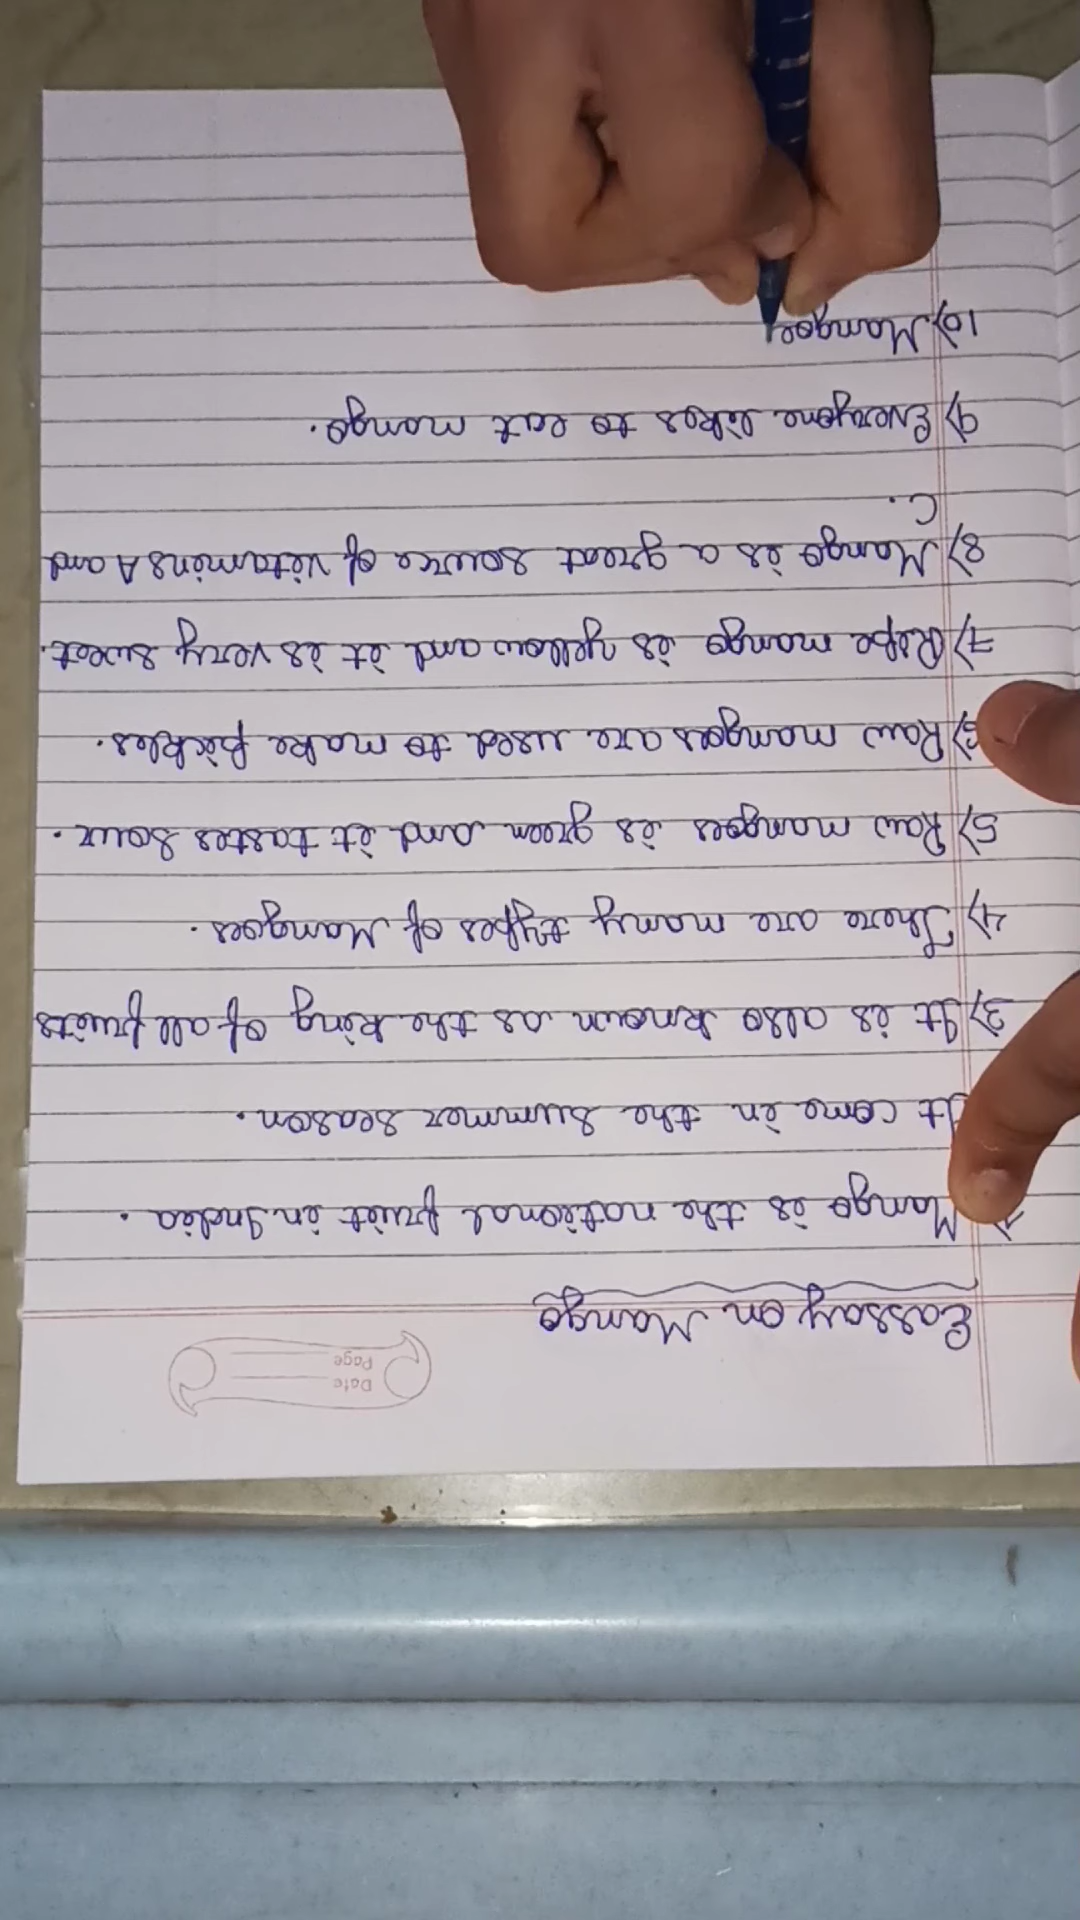 Date
Page
Eassay on Mango
1) Mango is the national fruit in India.
It come in the summer season.
3) It is also known as the king of all fruits
4) There are many types of Mangoes.
5) Raw mangoes is green and it tastes sour.
6) Raw mangoes are used to make pickles.
7) Ripe mango is yellow and it is very sweet.
8) Mango is a great source of vitamins A and
C.
9) Everyone likes to eat mango.
10) Mangoe